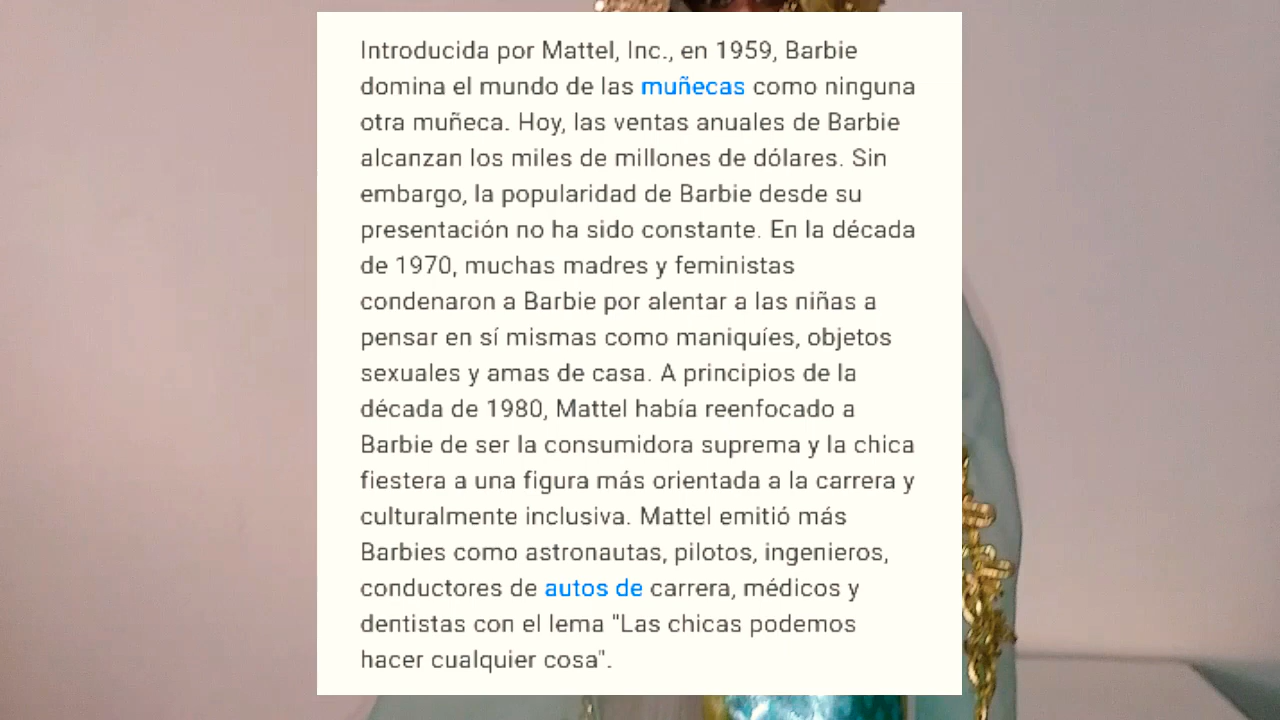 Introducida por Mattel, Inc., en 1959, Barbie
domina el mundo de las muñecas como ninguna
otra muñeca. Hoy, las ventas anuales de Barbie
alcanzan los miles de millones de dólares. Sin
embargo, la popularidad de Barbie desde su
presentación no ha sido constante. En la década
de 1970, muchas madres y feministas
condenaron a Barbie por alentar a las niñas a
pensar en sí mismas como maniquíes, objetos
sexuales y amas de casa. A principios de la
década de 1980, Mattel había reenfocado a
Barbie de ser la consumidora suprema y la chica
fiestera a una figura más orientada a la carrera y
culturalmente inclusiva. Mattel emitió más
Barbies como astronautas, pilotos, ingenieros,
conductores de autos de carrera, médicos y
dentistas con el lema "Las chicas podemos
hacer cualquier cosa".